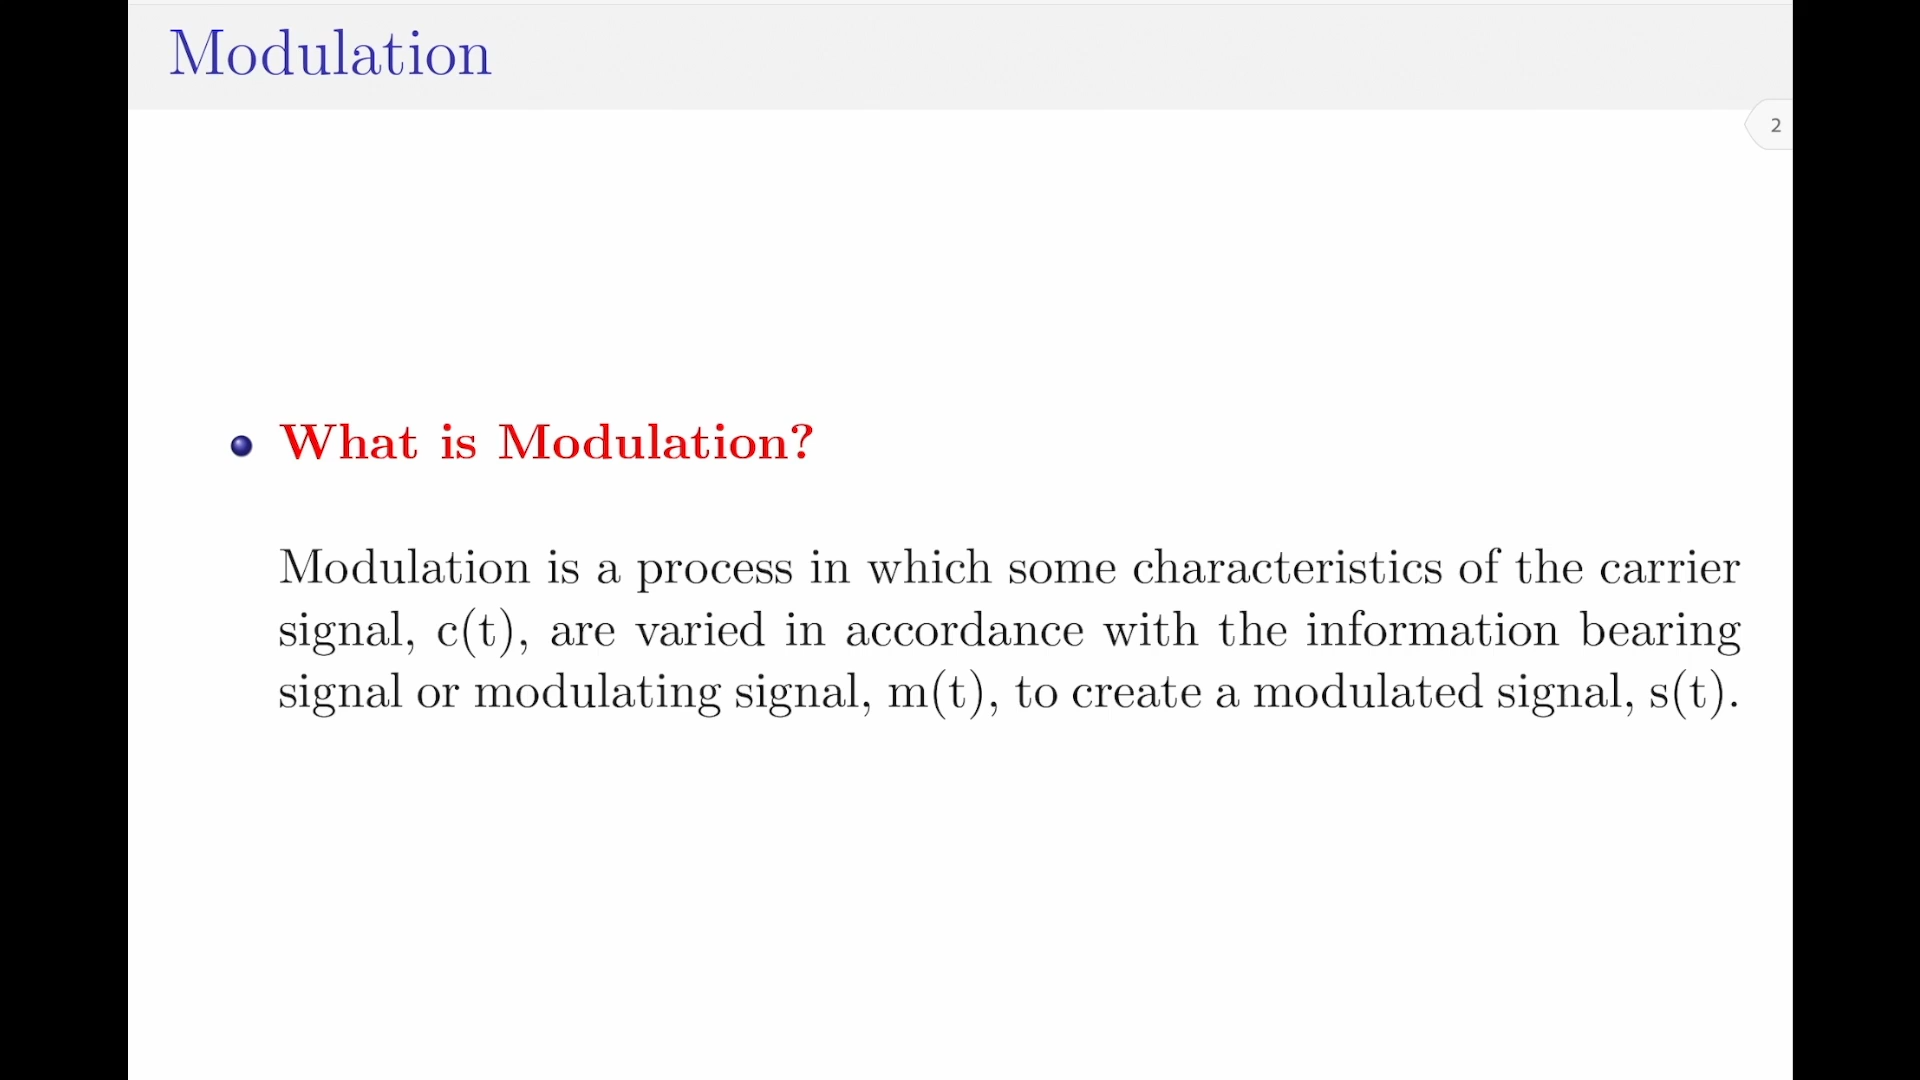 Modulation
2
What is Modulation?
Modulation is a process in which some characteristics of the carrier
signal, c(t), are varied in accordance with the information bearing
signal or modulating signal, m(t), to create a modulated signal, s(t).